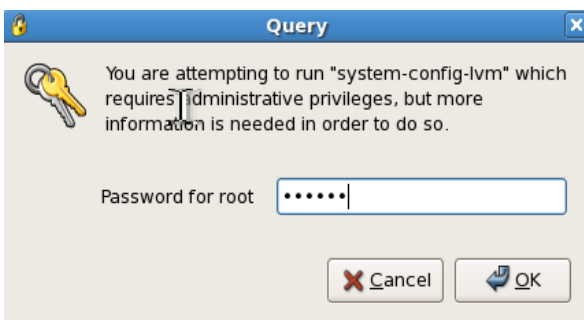 Query
You are attempting to run "system-config-lvm" which
requires administrative privileges, but more
information is needed in order to do so.
Password for root ••••••
Cancel OK